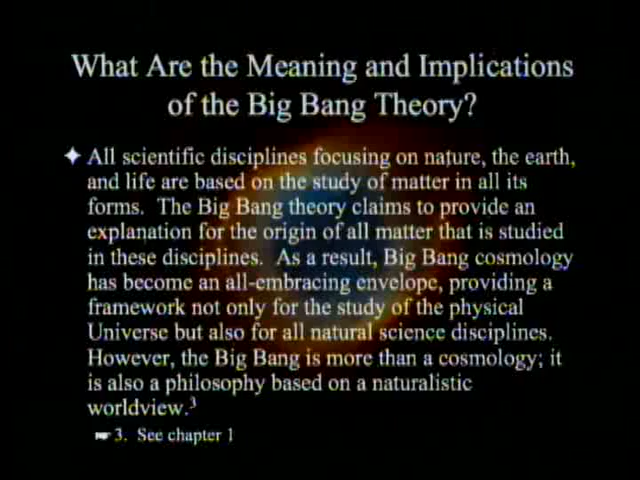 What Are the Meaning and Implications
of the Big Bang Theory?
All scientific disciplines focusing on nature, the earth,
and life are based on the study of matter in all its
forms. The Big Bang theory claims to provide an
explanation for the origin of all matter that is studied
in these disciplines. As a result, Big Bang cosmology
has become an all-embracing envelope, providing a
framework not only for the study of the physical
Universe but also for all natural science disciplines.
However, the Big Bang is more than a cosmology; it
is also a philosophy based on a naturalistic
worldview.³
3. See chapter 1